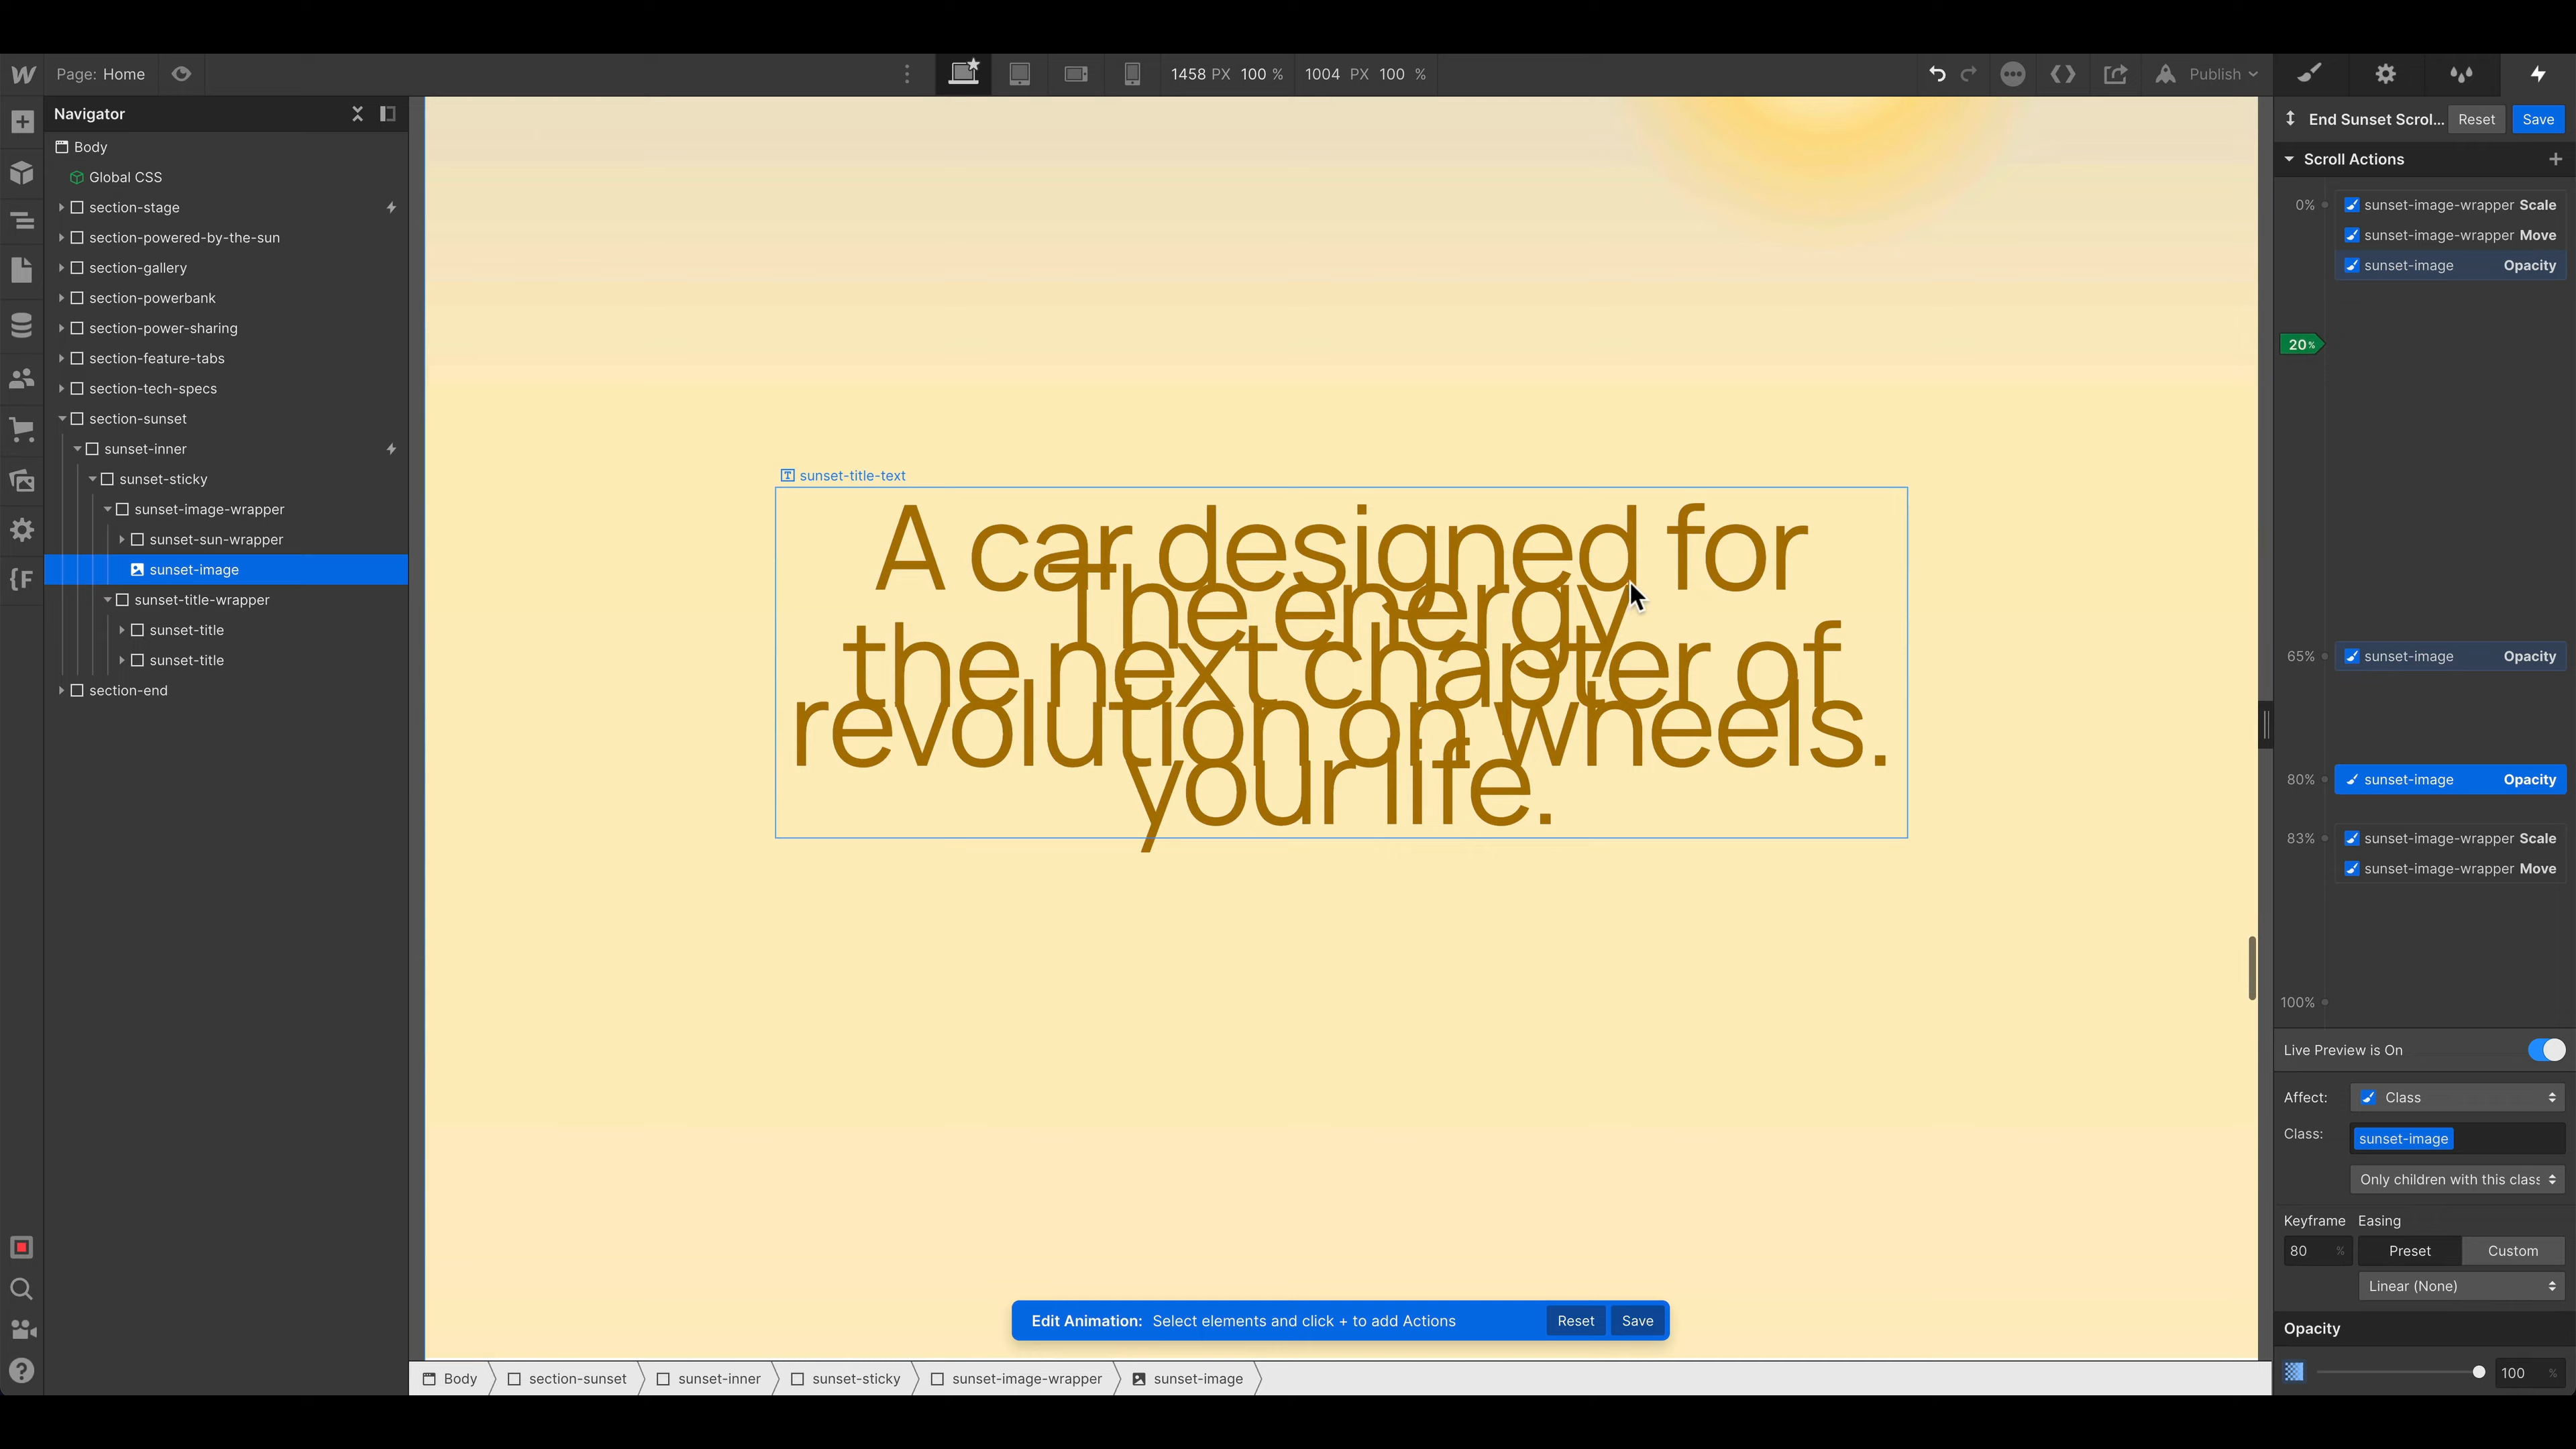 Page: Home
1458 PX 100 %
1004 PX 100 %
Publish
Navigator
Body
Global CSS
section-stage
section-powered-by-the-sun
section-gallery
section-powerbank
section-power-sharing
section-feature-tabs
section-tech-specs
section-sunset
sunset-inner
sunset-sticky
sunset-image-wrapper
sunset-sun-wrapper
sunset-image
sunset-title-wrapper
sunset-title
sunset-title
section-end
sunset-title-text
A car designed for
the next chapter of
your life.
The energy
revolution on wheels.
Edit Animation: Select elements and click + to add Actions
Reset
Save
Body
section-sunset
sunset-inner
sunset-sticky
sunset-image-wrapper
sunset-image
End Sunset Scrol...
Reset
Save
Scroll Actions
0%
sunset-image-wrapper Scale
sunset-image-wrapper Move
sunset-image Opacity
20%
65%
sunset-image Opacity
80%
sunset-image Opacity
83%
sunset-image-wrapper Scale
sunset-image-wrapper Move
100%
Live Preview is On
Affect: Class
Class: sunset-image
Only children with this class
Keyframe Easing
80 %
Preset
Custom
Linear (None)
Opacity
100 %